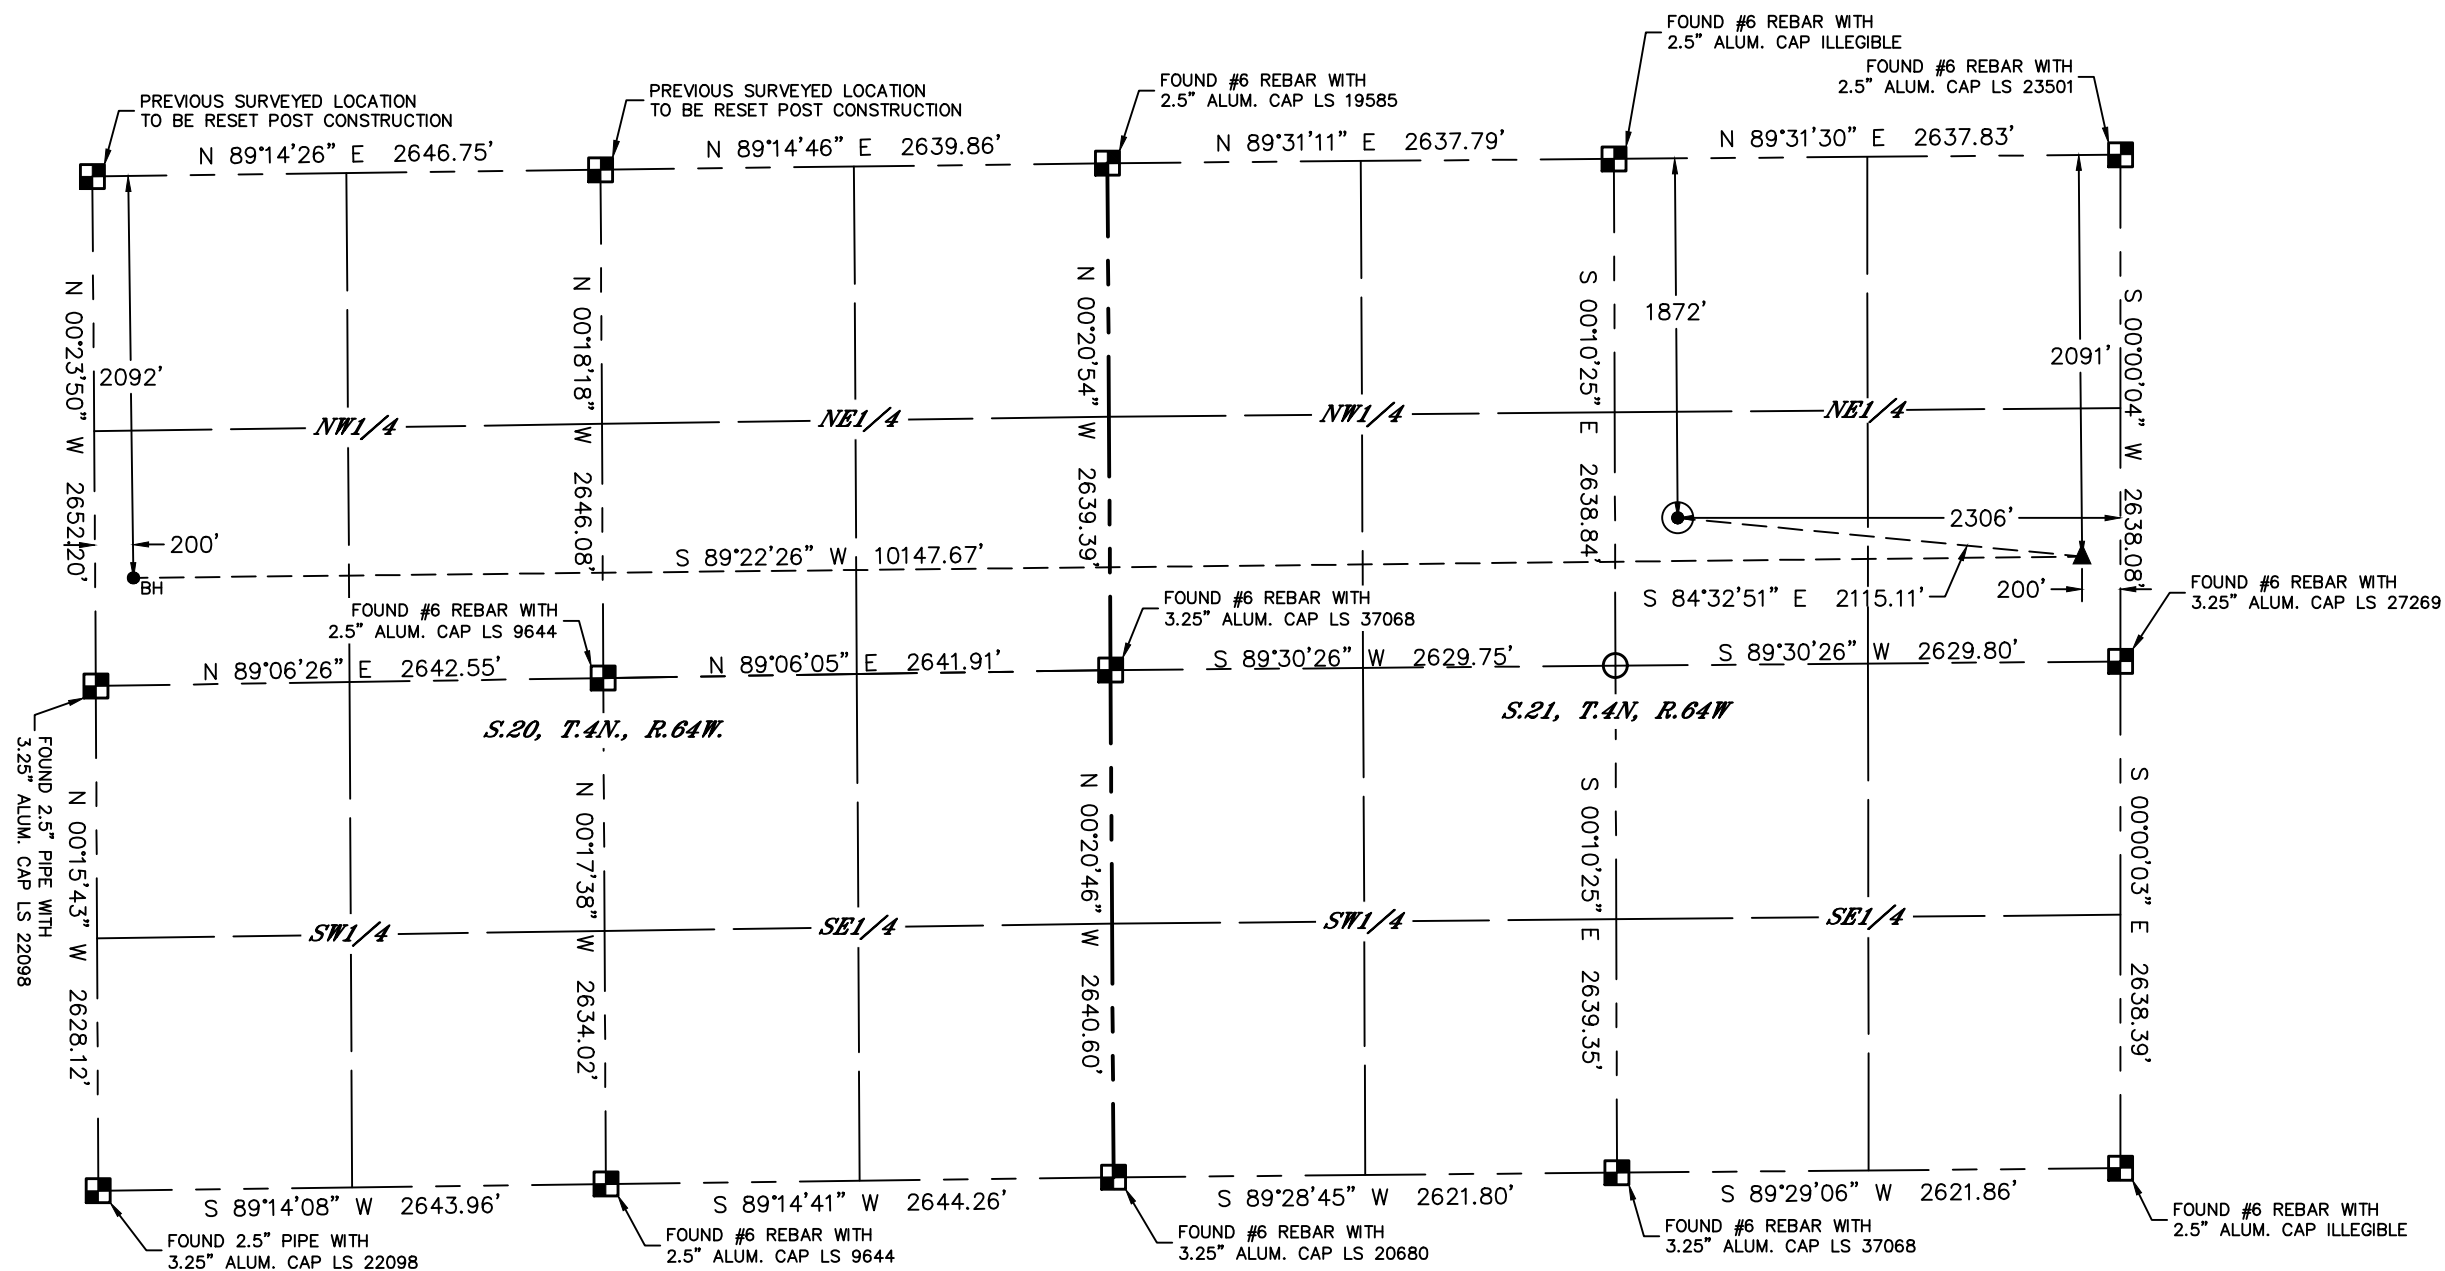 FOUND #6 REBAR WITH
2.5" ALUM. CAP ILLEGIBLE
FOUND #6 REBAR WITH
2.5" ALUM. CAP LS 23501
FOUND #6 REBAR WITH
2.5" ALUM. CAP LS 19585
PREVIOUS SURVEYED LOCATION
TO BE RESET POST CONSTRUCTION
PREVIOUS SURVEYED LOCATION
TO BE RESET POST CONSTRUCTION
N 89°14'26" E 2646.75'
N 89°14'46" E 2639.86'
N 89°31'11" E 2637.79'
N 89°31'30" E 2637.83'
N 00°23'50" W 2652.20'
N 00°18'18" W 2646.08'
N 00°20'54" W 2639.39'
S 00°10'25" E 2638.84'
S 00°00'04" W 2638.08'
2092'
1872'
2091'
NW1/4
NE1/4
NW1/4
NE1/4
200'
BH
S 89°22'26" W 10147.67'
2306'
S 84°32'51" E 2115.11'
200'
FOUND #6 REBAR WITH
2.5" ALUM. CAP LS 9644
FOUND #6 REBAR WITH
3.25" ALUM. CAP LS 37068
FOUND #6 REBAR WITH
3.25" ALUM. CAP LS 27269
N 89°06'26" E 2642.55'
N 89°06'05" E 2641.91'
S 89°30'26" W 2629.75'
S 89°30'26" W 2629.80'
S.20, T.4N., R.64W.
S.21, T.4N, R.64W
FOUND 2.5" PIPE WITH
3.25" ALUM. CAP LS 22098
N 00°15'43" W 2628.12'
N 00°17'38" W 2634.02'
N 00°20'46" W 2640.60'
S 00°10'25" E 2639.35'
S 00°00'03" E 2638.39'
SW1/4
SE1/4
SW1/4
SE1/4
S 89°14'08" W 2643.96'
S 89°14'41" W 2644.26'
S 89°28'45" W 2621.80'
S 89°29'06" W 2621.86'
FOUND 2.5" PIPE WITH
3.25" ALUM. CAP LS 22098
FOUND #6 REBAR WITH
2.5" ALUM. CAP LS 9644
FOUND #6 REBAR WITH
3.25" ALUM. CAP LS 20680
FOUND #6 REBAR WITH
3.25" ALUM. CAP LS 37068
FOUND #6 REBAR WITH
2.5" ALUM. CAP ILLEGIBLE